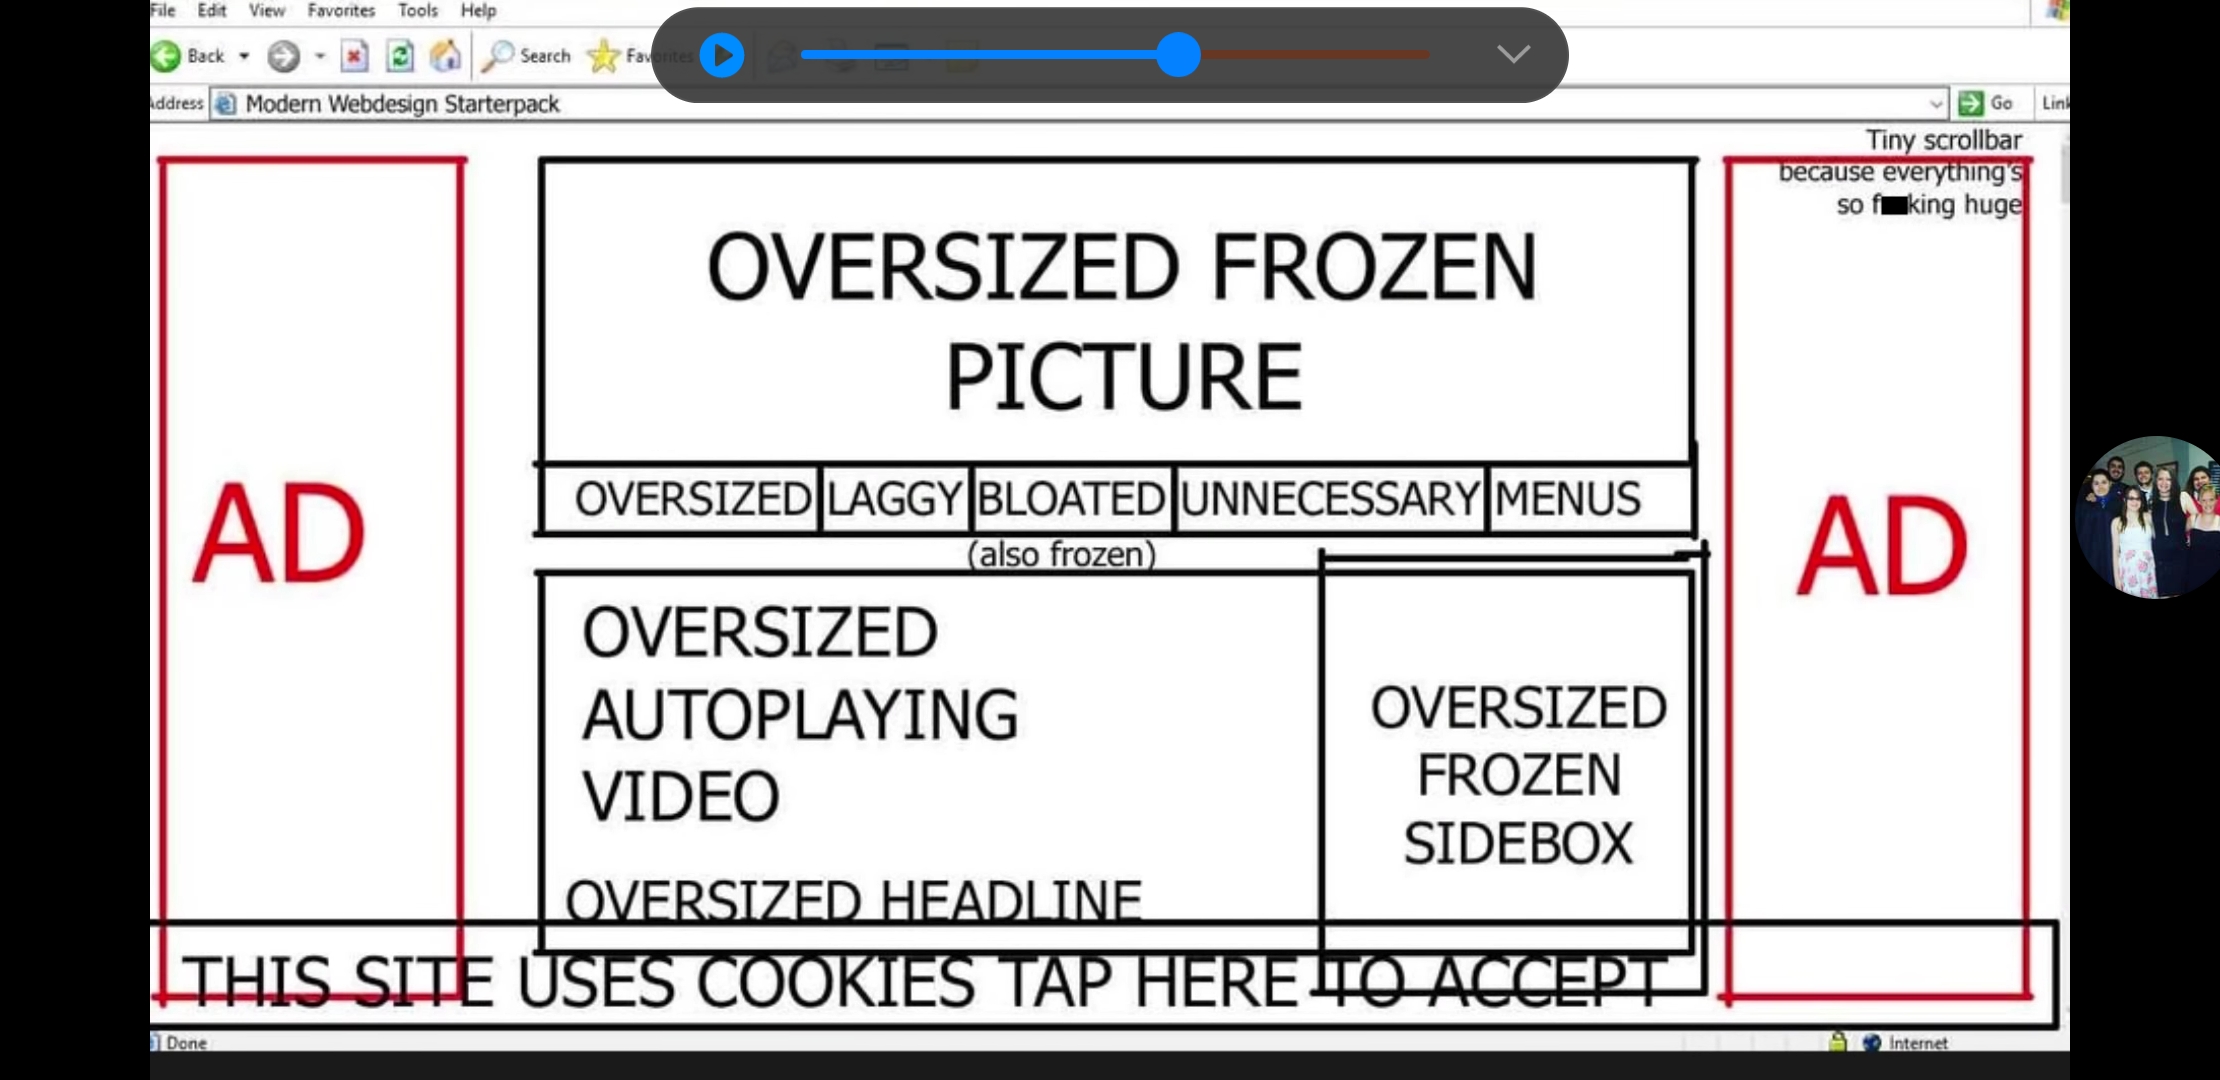 File Edit View Favorites Tools Help
Back Search Favorites
Address Modern Webdesign Starterpack Go Link
Tiny scrollbar
because everything's
so f king huge
OVERSIZED FROZEN
PICTURE
OVERSIZED LAGGY BLOATED UNNECESSARY MENUS
(also frozen)
AD
AD
OVERSIZED
AUTOPLAYING
VIDEO
OVERSIZED
FROZEN
SIDEBOX
OVERSIZED HEADLINE
THIS SITE USES COOKIES TAP HERE TO ACCEPT
Done Internet